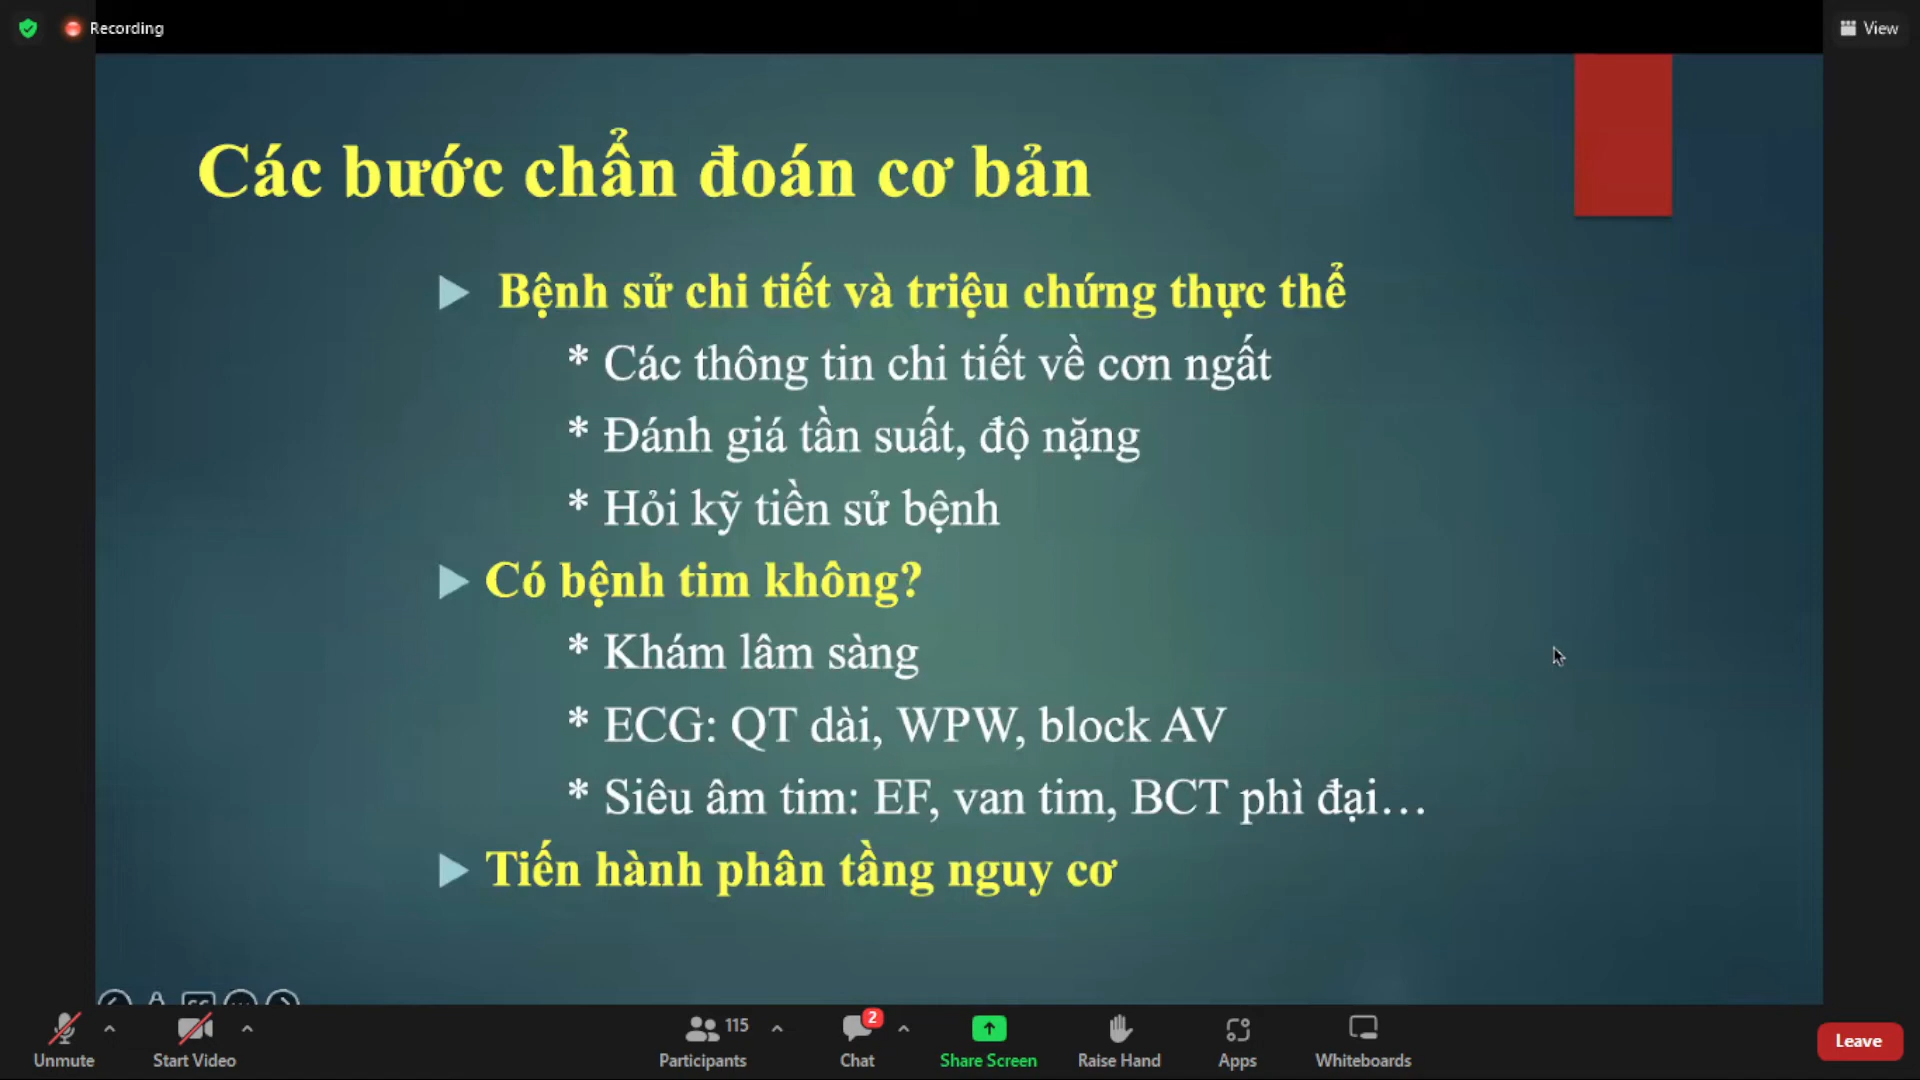 Recording
View
Các bước chẩn đoán cơ bản
Bệnh sử chi tiết và triệu chứng thực thể
* Các thông tin chi tiết về cơn ngất
* Đánh giá tần suất, độ nặng
* Hỏi kỹ tiền sử bệnh
Có bệnh tim không?
* Khám lâm sàng
* ECG: QT dài, WPW, block AV
* Siêu âm tim: EF, van tim, BCT phì đại...
Tiến hành phân tầng nguy cơ
115
2
Unmute
Start Video
Participants
Chat
Share Screen
Raise Hand
Apps
Whiteboards
Leave